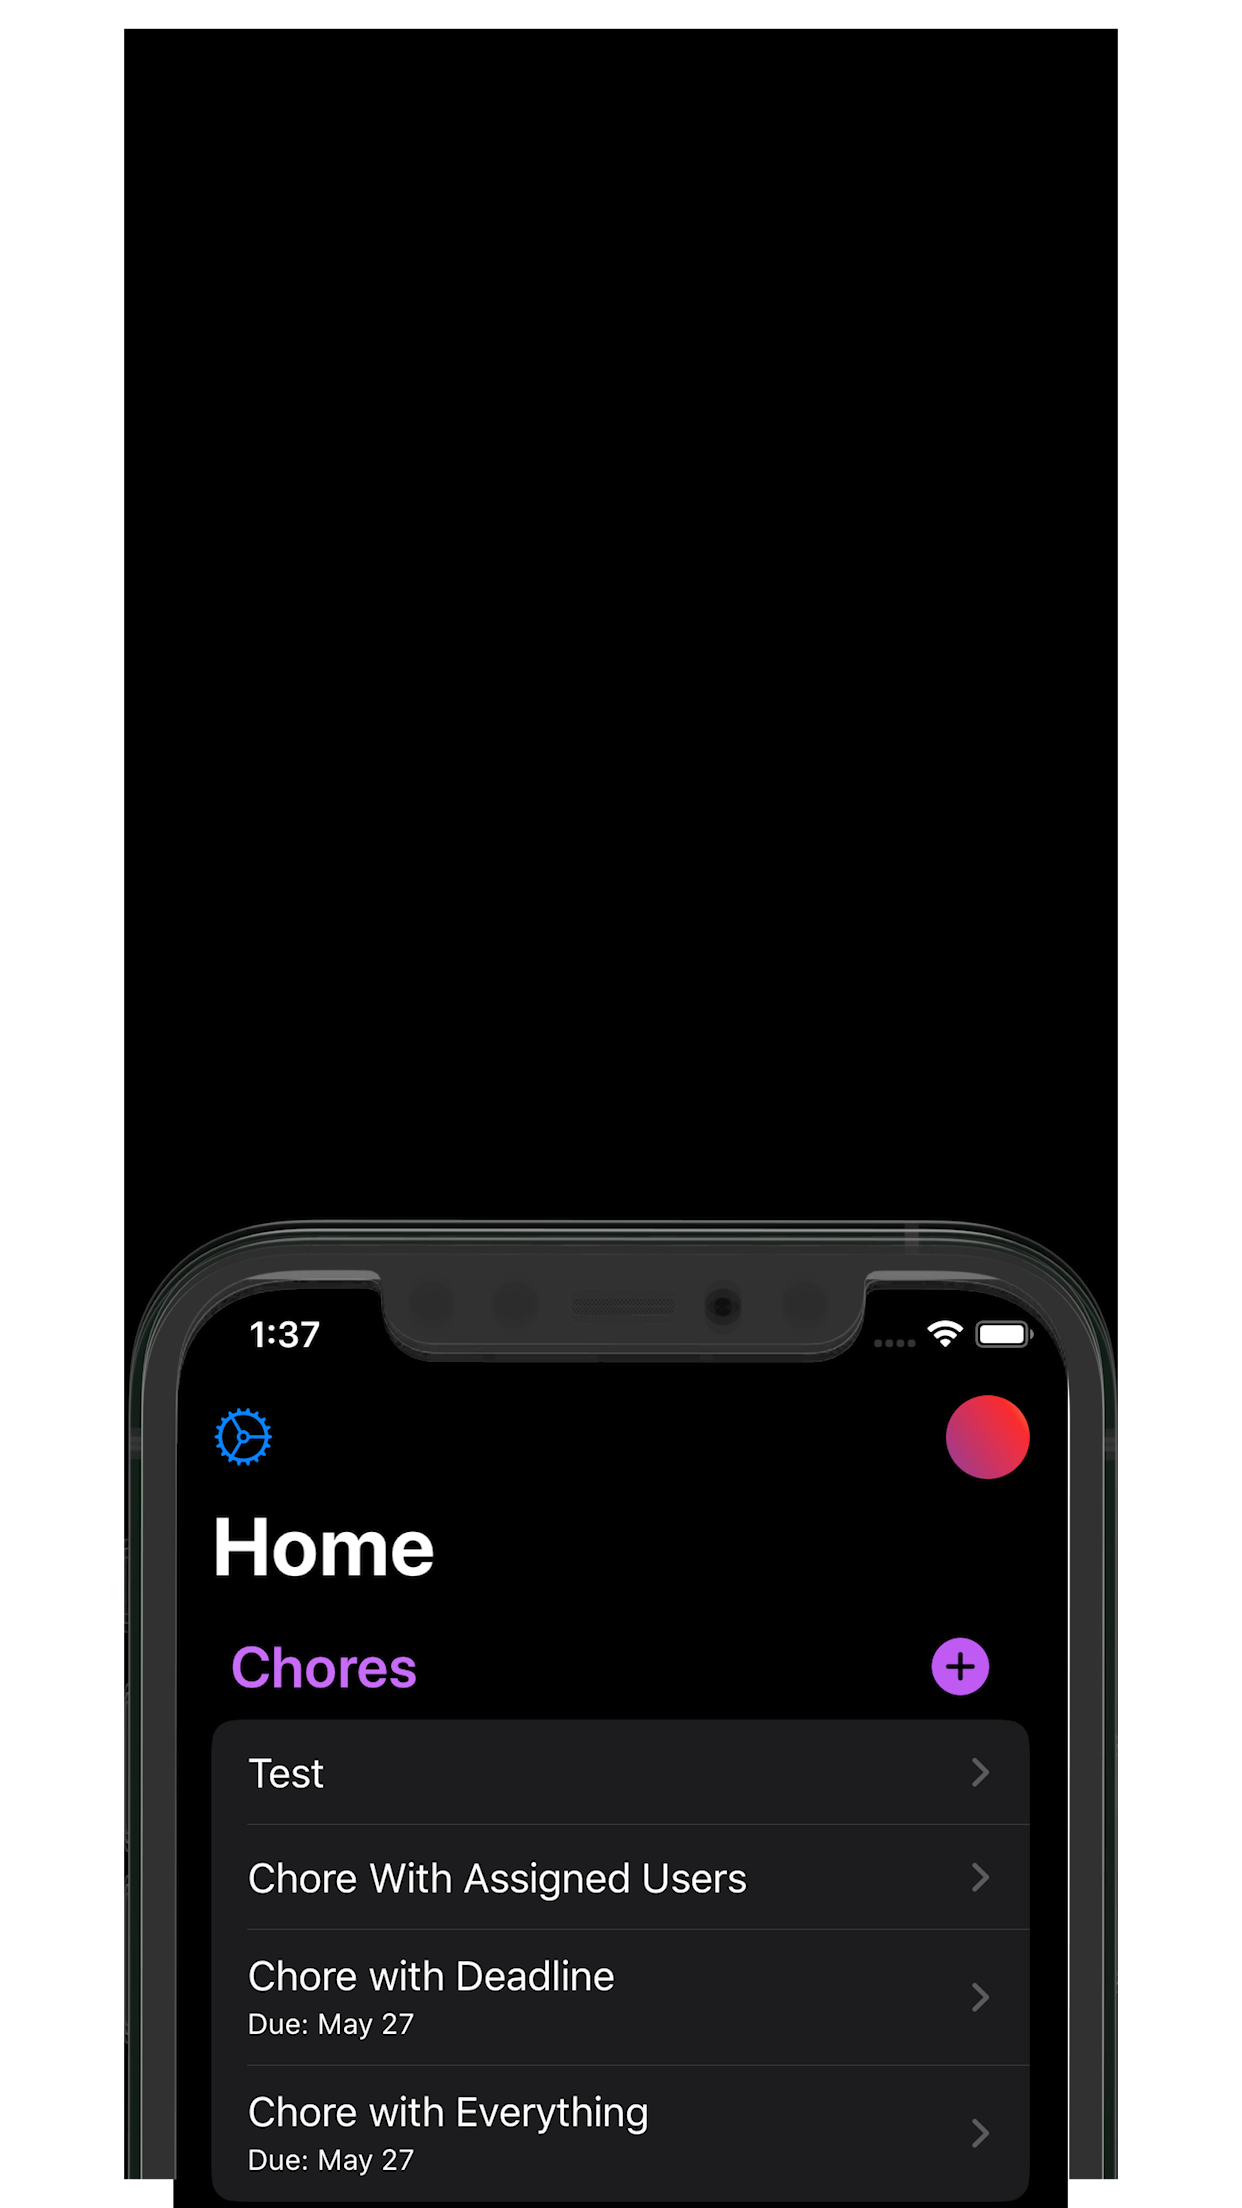 1:37
Home
Chores
Test
Chore With Assigned Users
Chore with Deadline
Due: May 27
Chore with Everything
Due: May 27